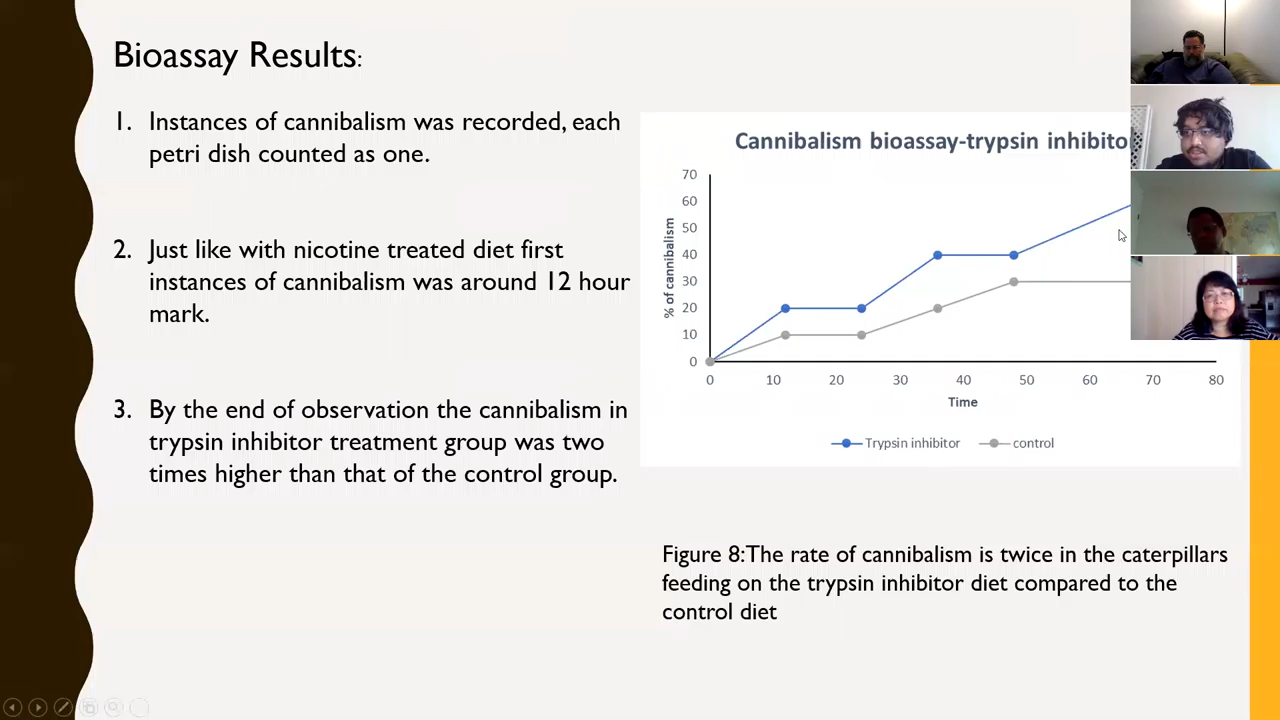 Bioassay Results:
1. Instances of cannibalism was recorded, each
petri dish counted as one.
2. Just like with nicotine treated diet first
instances of cannibalism was around 12 hour
mark.
3. By the end of observation the cannibalism in
trypsin inhibitor treatment group was two
times higher than that of the control group.
Cannibalism bioassay-trypsin
% of cannibalism
70
60
50
40
30
20
10
0
0 10 20 30 40 50 60 70 80
Time
Trypsin inhibitor control
Figure 8:The rate of cannibalism is twice in the caterpillars
feeding on the trypsin inhibitor diet compared to the
control diet